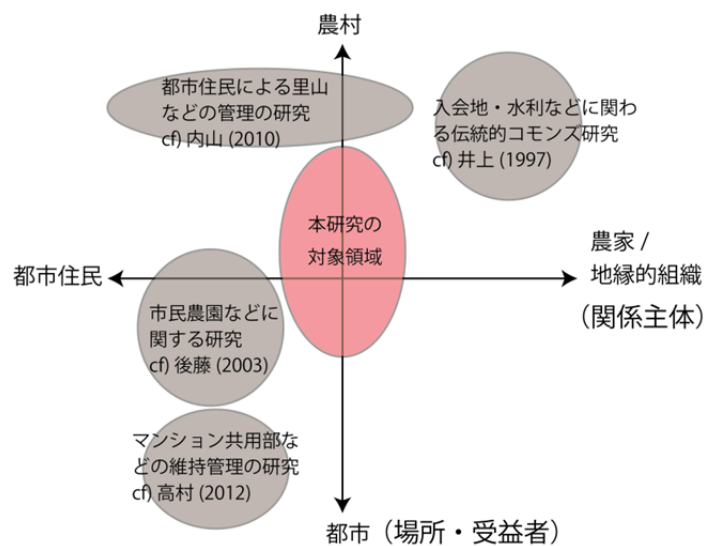 農村
都市住民による里山
などの管理の研究
cf) 内山 (2010)
入会地・水利などに関わ
る伝統的コモンズ研究
cf) 井上 (1997)
本研究の
対象領域
都市住民
農家 /
地縁的組織
（関係主体）
市民農園などに
関する研究
cf) 後藤 (2003)
マンション共用部な
どの維持管理の研究
cf) 高村 (2012)
都市（場所・受益者）